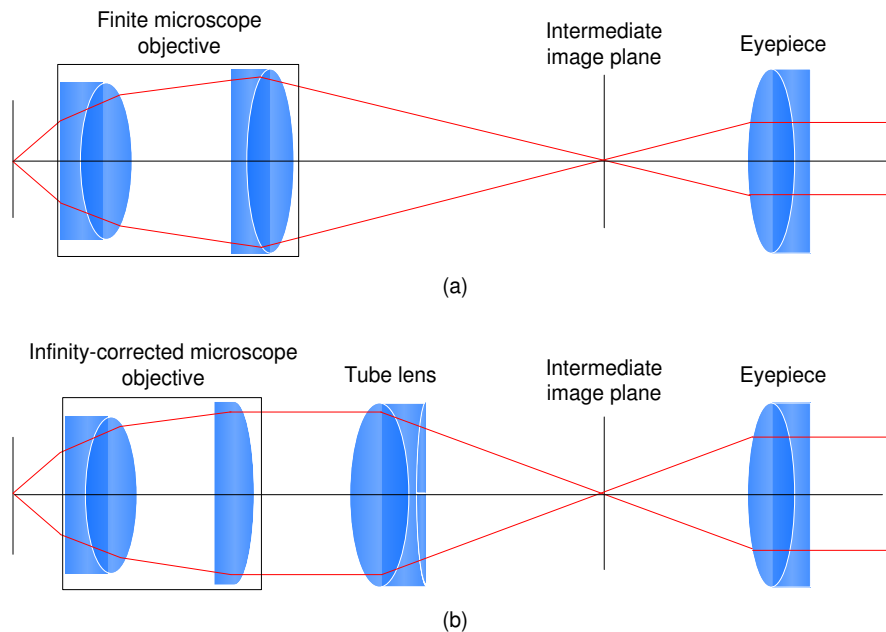 Finite microscope
objective
Intermediate
image plane
Eyepiece
(a)
Infinity-corrected microscope
objective
Tube lens
Intermediate
image plane
Eyepiece
(b)